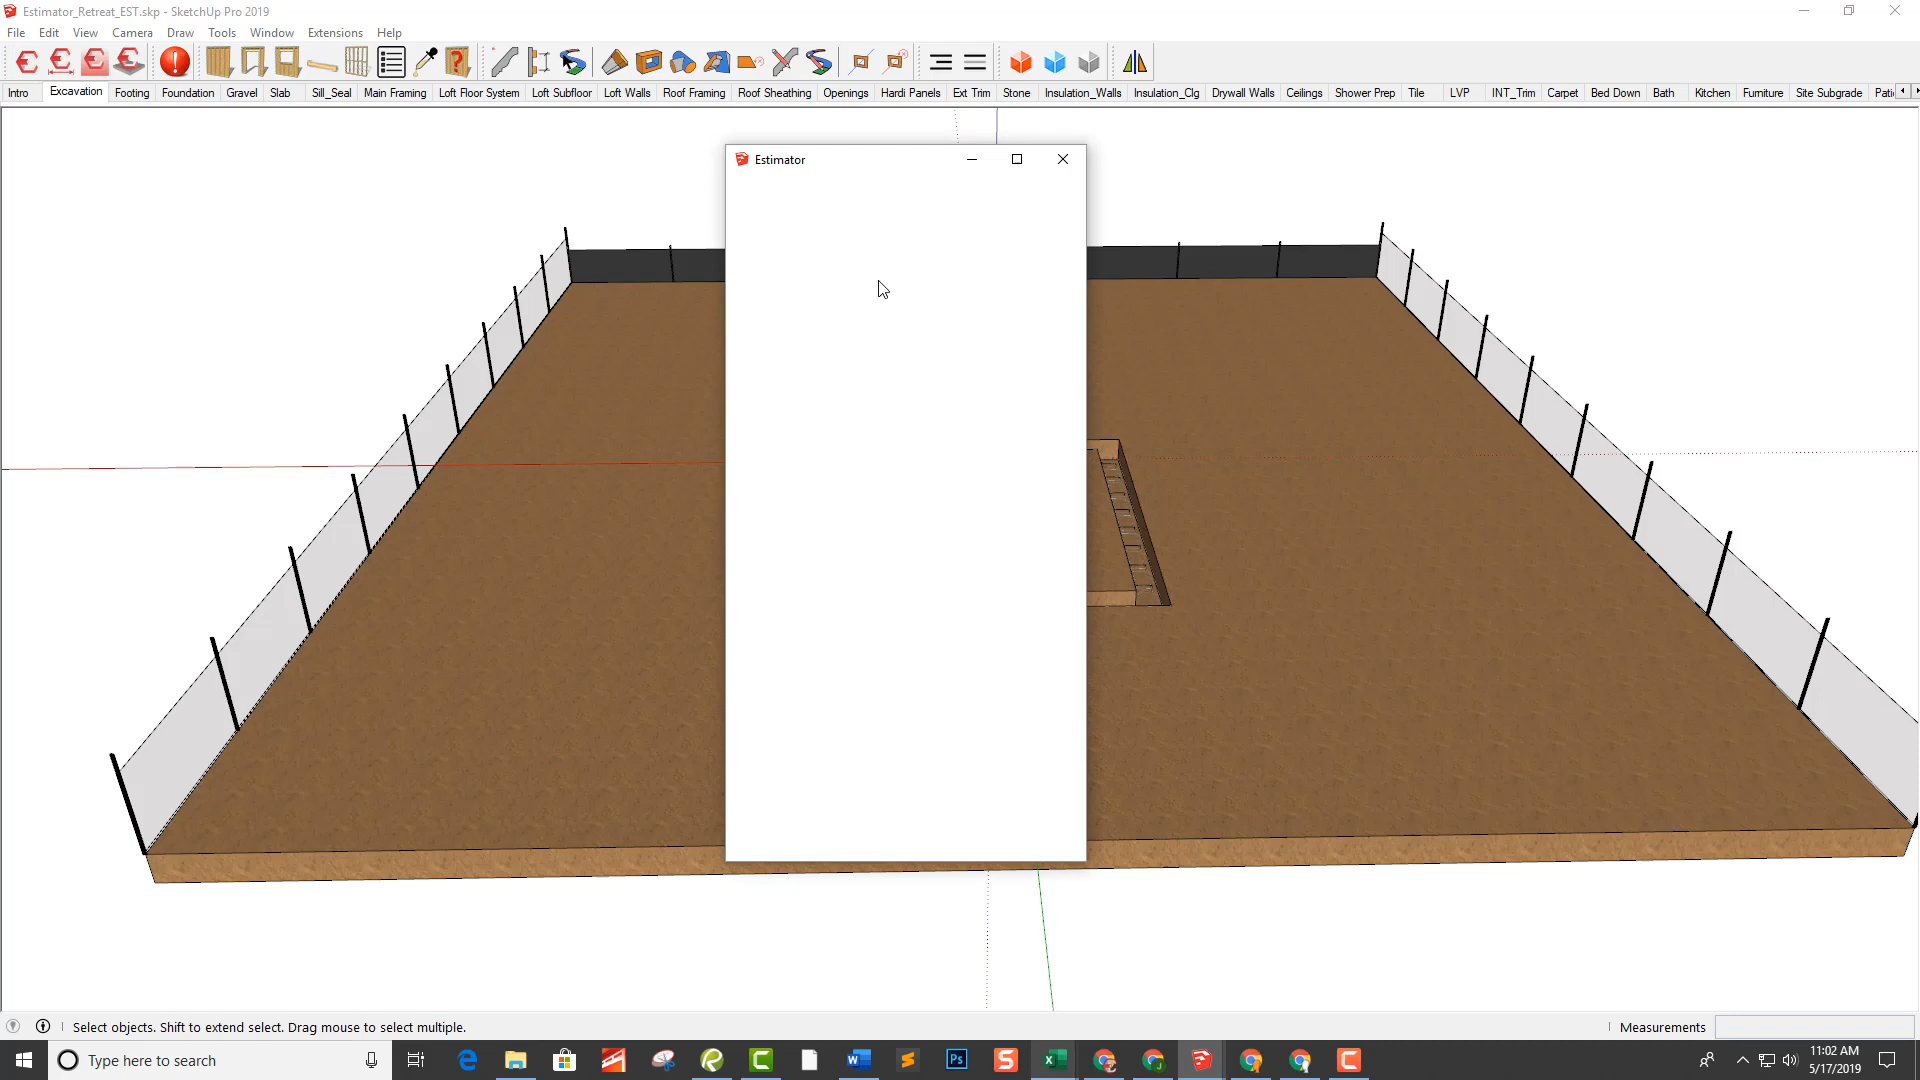 Estimator_Retreat_EST.skp - SketchUp Pro 2019
File Edit View Camera Draw Tools Window Extensions Help
Intro Excavation Footing Foundation Gravel Slab Sill_Seal Main Framing Loft Floor System Loft Subfloor Loft Walls Roof Framing Roof Sheathing Openings Hardi Panels Ext Trim Stone Insulation_Walls Insulation_Clg Drywall Walls Ceilings Shower Prep Tile LVP INT_Trim Carpet Bed Down Bath Kitchen Furniture Site Subgrade
Estimator
Select objects. Shift to extend select. Drag mouse to select multiple.
Measurements
Type here to search
Ps
11:02 AM
5/17/2019